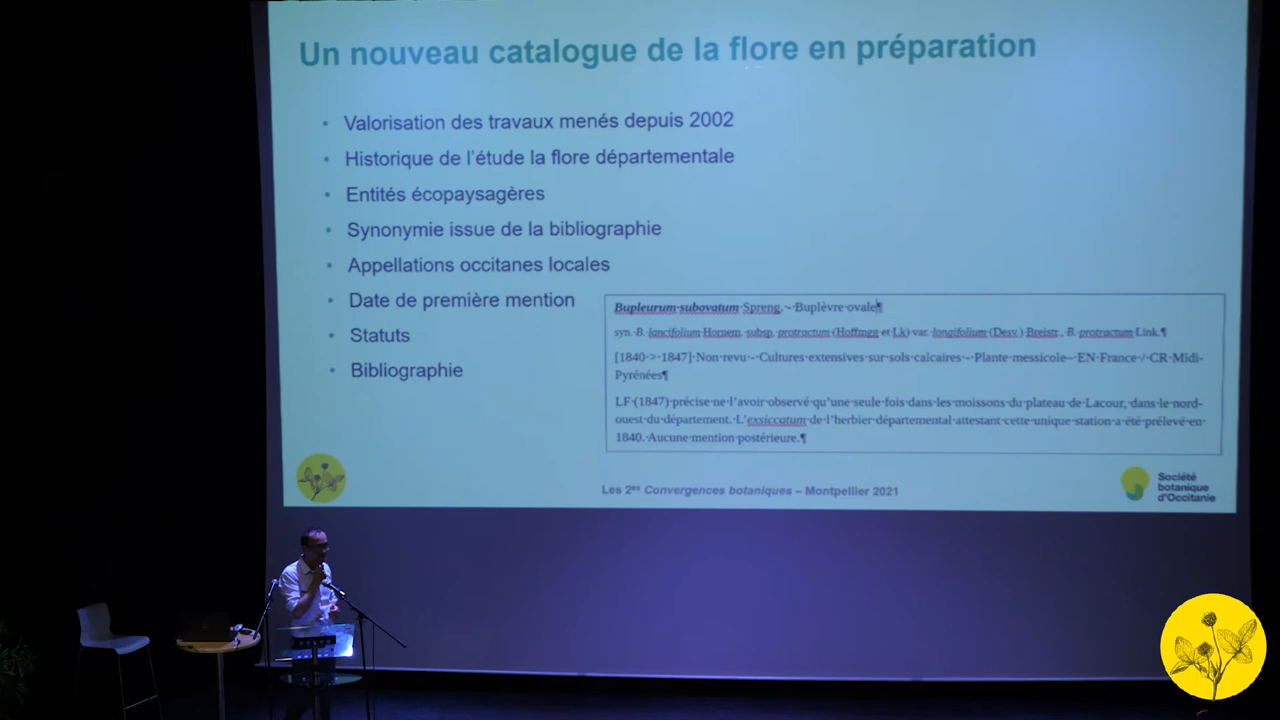 Un nouveau catalogue de la flore en préparation
• Valorisation des travaux menés depuis 2002
• Historique de l'étude la flore départementale
• Entités écopaysagères
• Synonymie issue de la bibliographie
• Appellations occitanes locales
• Date de première mention
• Statuts
• Bibliographie
Bupleurum·subovatum·Spreng.·-·Buplèvre·ovale¶
syn.·B.·lancifolium·Hornem.·subsp.·protractum·(Hoffmgg·et·Lk)·var.·longifolium·(Desv.)·Breistr.,·B.·protractum·Link.¶
[1840·>·1847]·Non·revu·-·Cultures·extensives·sur·sols·calcaires·-·Plante·messicole·-·EN·France·/·CR·Midi-
Pyrénées¶
LF·(1847)·précise·ne·l'avoir·observé·qu'une·seule·fois·dans·les·moissons·du·plateau·de·Lacour,·dans·le·nord-
ouest·du·département.·L'exsiccatum·de·l'herbier·départemental·attestant·cette·unique·station·a·été·prélevé·en·
1840.·Aucune·mention·postérieure.¶
Les 2es Convergences botaniques – Montpellier 2021
Société
botanique
d'Occitanie